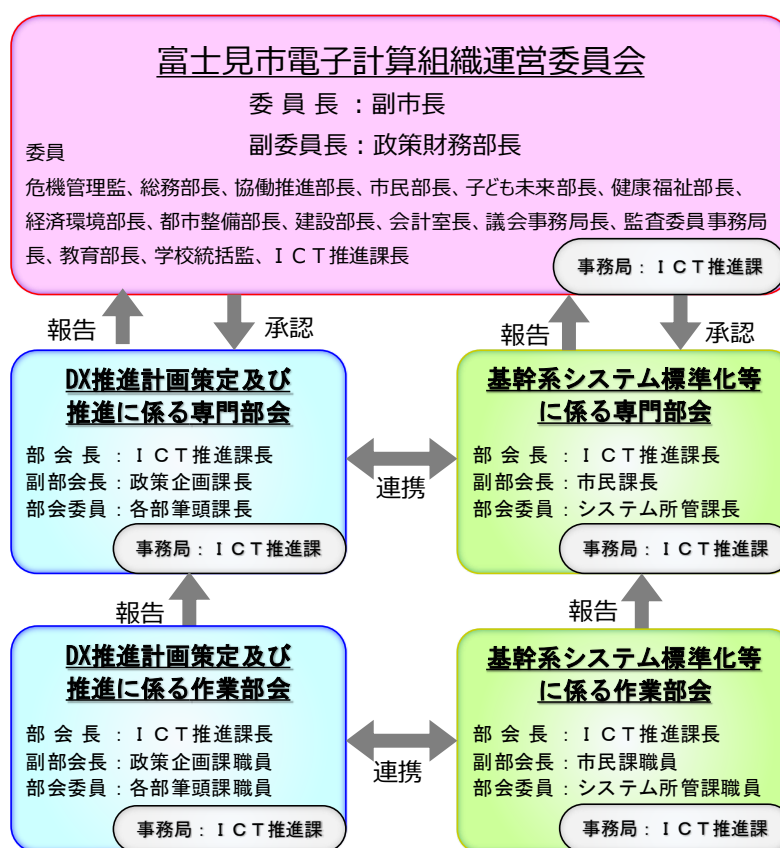 富士見市電子計算組織運営委員会
委 員 長 ：副市長
副委員長：政策財務部長
委員
危機管理監、総務部長、協働推進部長、市民部長、子ども未来部長、健康福祉部長、
経済環境部長、都市整備部長、建設部長、会計室長、議会事務局長、監査委員事務局
長、教育部長、学校統括監、ＩＣＴ推進課長
事務局：ＩＣＴ推進課
報告
承認
報告
承認
DX推進計画策定及び
推進に係る専門部会
部 会 長 ：ＩＣＴ推進課長
副部会長：政策企画課長
部会委員：各部筆頭課長
事務局：ＩＣＴ推進課
連携
基幹系システム標準化等
に係る専門部会
部 会 長 ：ＩＣＴ推進課長
副部会長：市民課長
部会委員：システム所管課長
事務局：ＩＣＴ推進課
報告
報告
DX推進計画策定及び
推進に係る作業部会
部 会 長 ：ＩＣＴ推進課長
副部会長：政策企画課職員
部会委員：各部筆頭課職員
事務局：ＩＣＴ推進課
連携
基幹系システム標準化等
に係る作業部会
部 会 長 ：ＩＣＴ推進課長
副部会長：市民課職員
部会委員：システム所管課職員
事務局：ＩＣＴ推進課